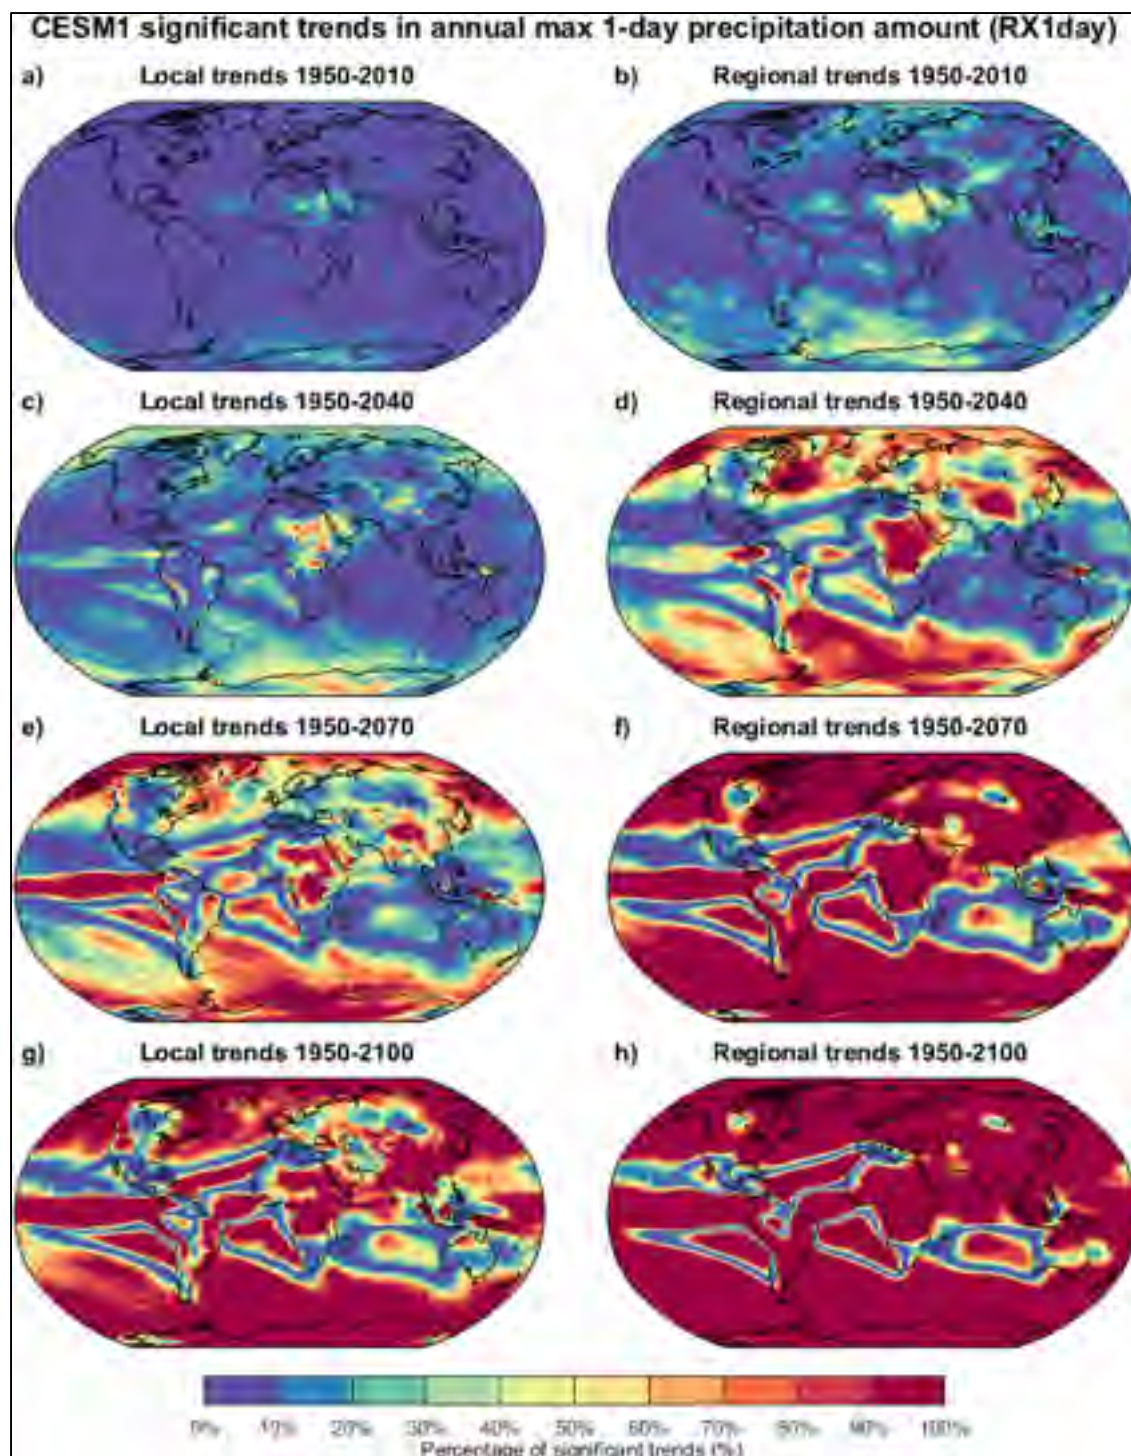 CESM1 significant trends in annual max 1-day precipitation amount (RX1day)
a) Local trends 1950-2010
b) Regional trends 1950-2010
c) Local trends 1950-2040
d) Regional trends 1950-2040
e) Local trends 1950-2070
f) Regional trends 1950-2070
g) Local trends 1950-2100
h) Regional trends 1950-2100
0% 10% 20% 30% 40% 50% 60% 70% 80% 90% 100%
Percentage of significant trends (%)